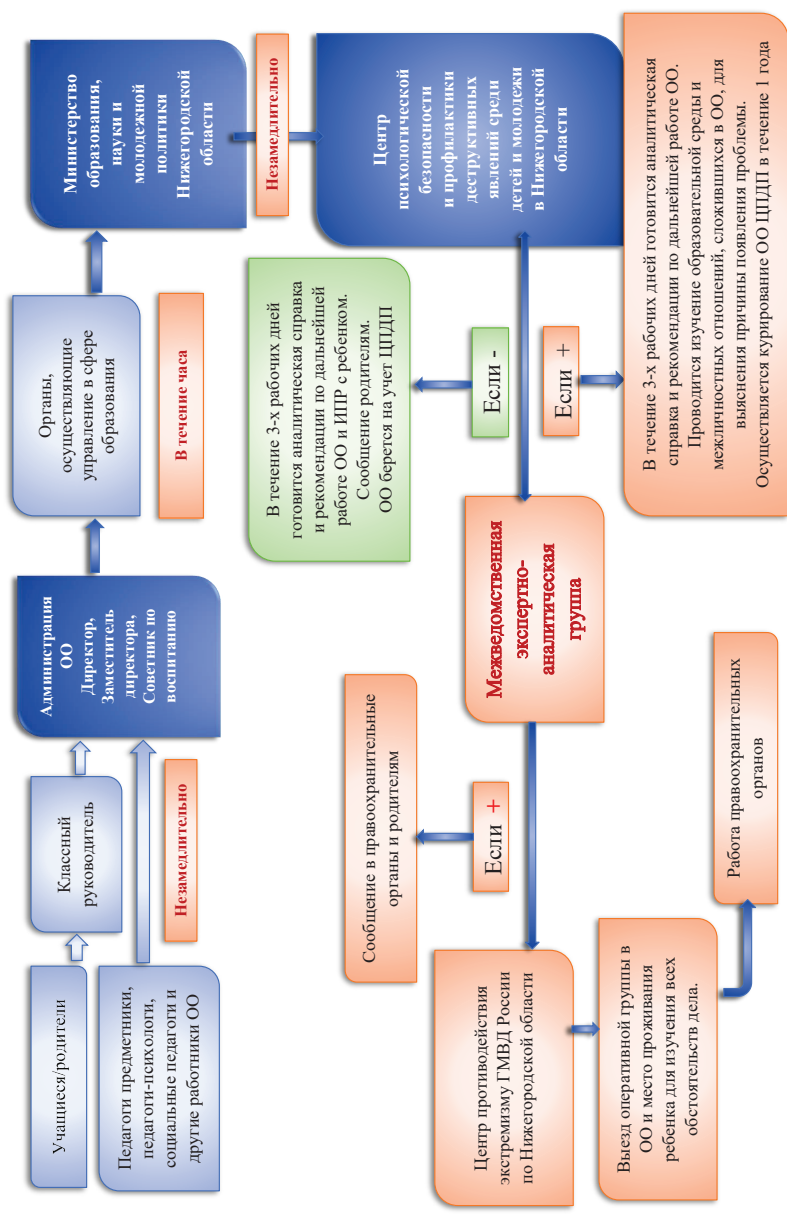 Учащиеся/родители
Классный
руководитель
Педагоги предметники,
педагоги-психологи,
социальные педагоги и
другие работники ОО
Незамедлительно
Администрация
ОО
Директор,
Заместитель
директора,
Советник по
воспитанию
Органы,
осуществляющие
управление в сфере
образования
В течение часа
Министерство
образования,
науки и
молодежной
политики
Нижегородской
области
Незамедлительно
Центр
психологической
безопасности
и профилактики
деструктивных
явлений среди
детей и молодежи
в Нижегородской
области
В течение 3-х рабочих дней
готовится аналитическая справка
и рекомендации по дальнейшей
работе ОО и ИПР с ребенком.
Сообщение родителям.
ОО берется на учет ЦПДП
Если -
Если +
В течение 3-х рабочих дней готовится аналитическая
справка и рекомендации по дальнейшей работе ОО.
Проводится изучение образовательной среды и
межличностных отношений, сложившихся в ОО, для
выяснения причины появления проблемы.
Осуществляется курирование ОО ЦПДП в течение 1 года
Межведомственная
экспертно-
аналитическая
группа
Сообщение в правоохранительные
органы и родителям
Если +
Центр противодействия
экстремизму ГМВД России
по Нижегородской области
Выезд оперативной группы в
ОО и место проживания
ребенка для изучения всех
обстоятельств дела.
Работа правоохранительных
органов